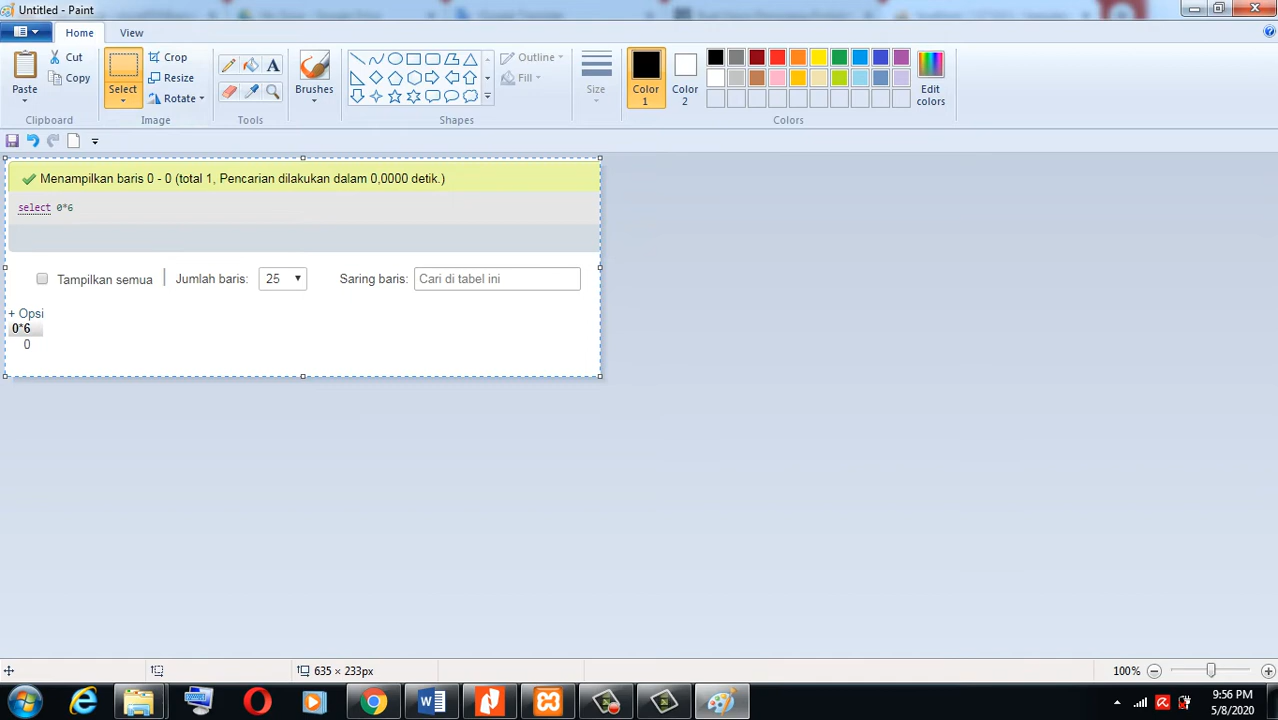 Untitled - Paint
Home
View
Paste
Cut
Copy
Clipboard
Select
Crop
Resize
Rotate
Image
A
Tools
Brushes
Outline
Fill
Shapes
Size
Color
1
Color
2
Edit
colors
Colors
Menampilkan baris 0 - 0 (total 1, Pencarian dilakukan dalam 0,0000 detik.)
select 0*6
Tampilkan semua
Jumlah baris: 25
Saring baris: Cari di tabel ini
+ Opsi
0*6
0
635 × 233px
100%
9:56 PM
5/8/2020